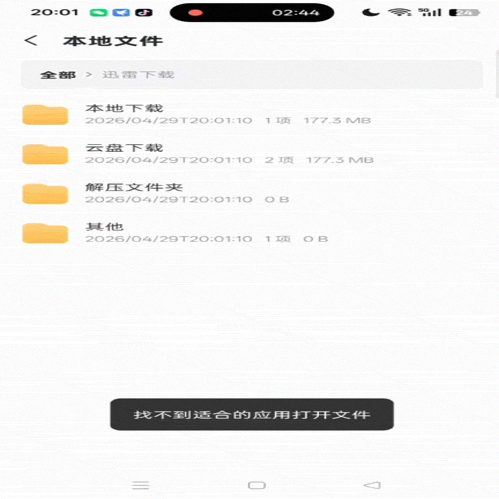 20:01
02:44
5G
24
本地文件
全部 > 迅雷下载
本地下载
2026/04/29T20:01:10 1 项 177.3 MB
云盘下载
2026/04/29T20:01:10 2 项 177.3 MB
解压文件夹
2026/04/29T20:01:10 0 B
其他
2026/04/29T20:01:10 1 项 0 B
找不到适合的应用打开文件